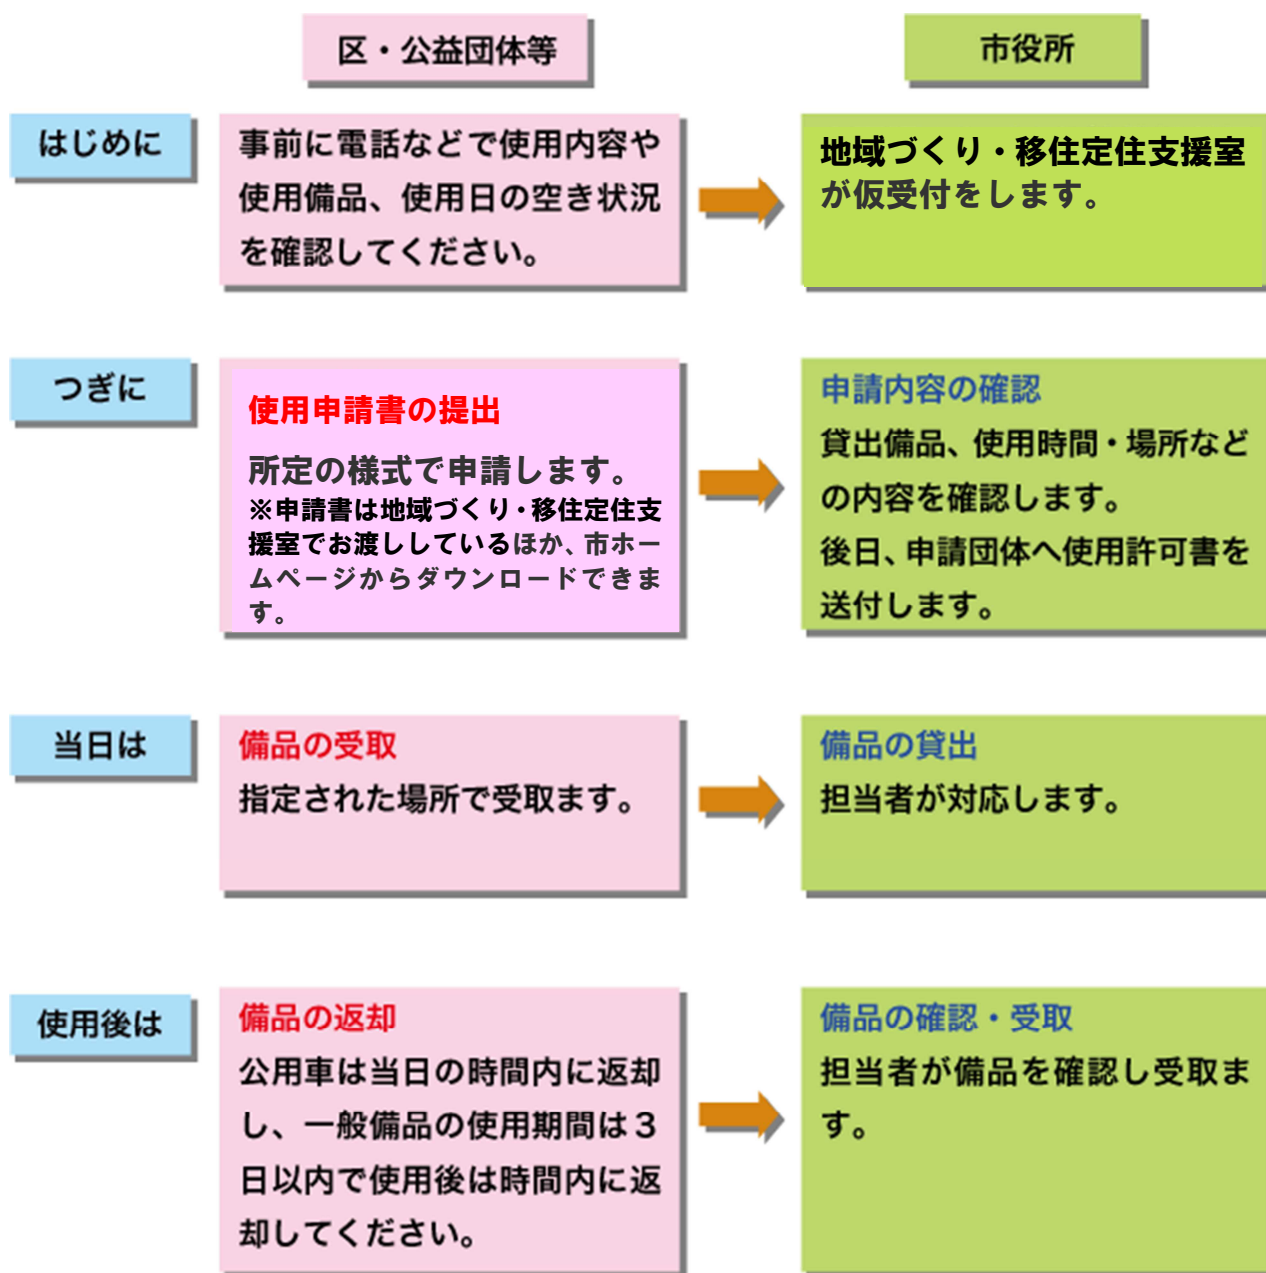 区・公益団体等
市役所
はじめに
事前に電話などで使用内容や
使用備品、使用日の空き状況
を確認してください。
地域づくり・移住定住支援室
が仮受付をします。
つぎに
使用申請書の提出
所定の様式で申請します。
※申請書は地域づくり・移住定住支
援室でお渡ししているほか、市ホー
ムページからダウンロードできま
す。
申請内容の確認
貸出備品、使用時間・場所など
の内容を確認します。
後日、申請団体へ使用許可書を
送付します。
当日は
備品の受取
指定された場所で受取ます。
備品の貸出
担当者が対応します。
使用後は
備品の返却
公用車は当日の時間内に返却
し、一般備品の使用期間は３
日以内で使用後は時間内に返
却してください。
備品の確認・受取
担当者が備品を確認し受取ま
す。